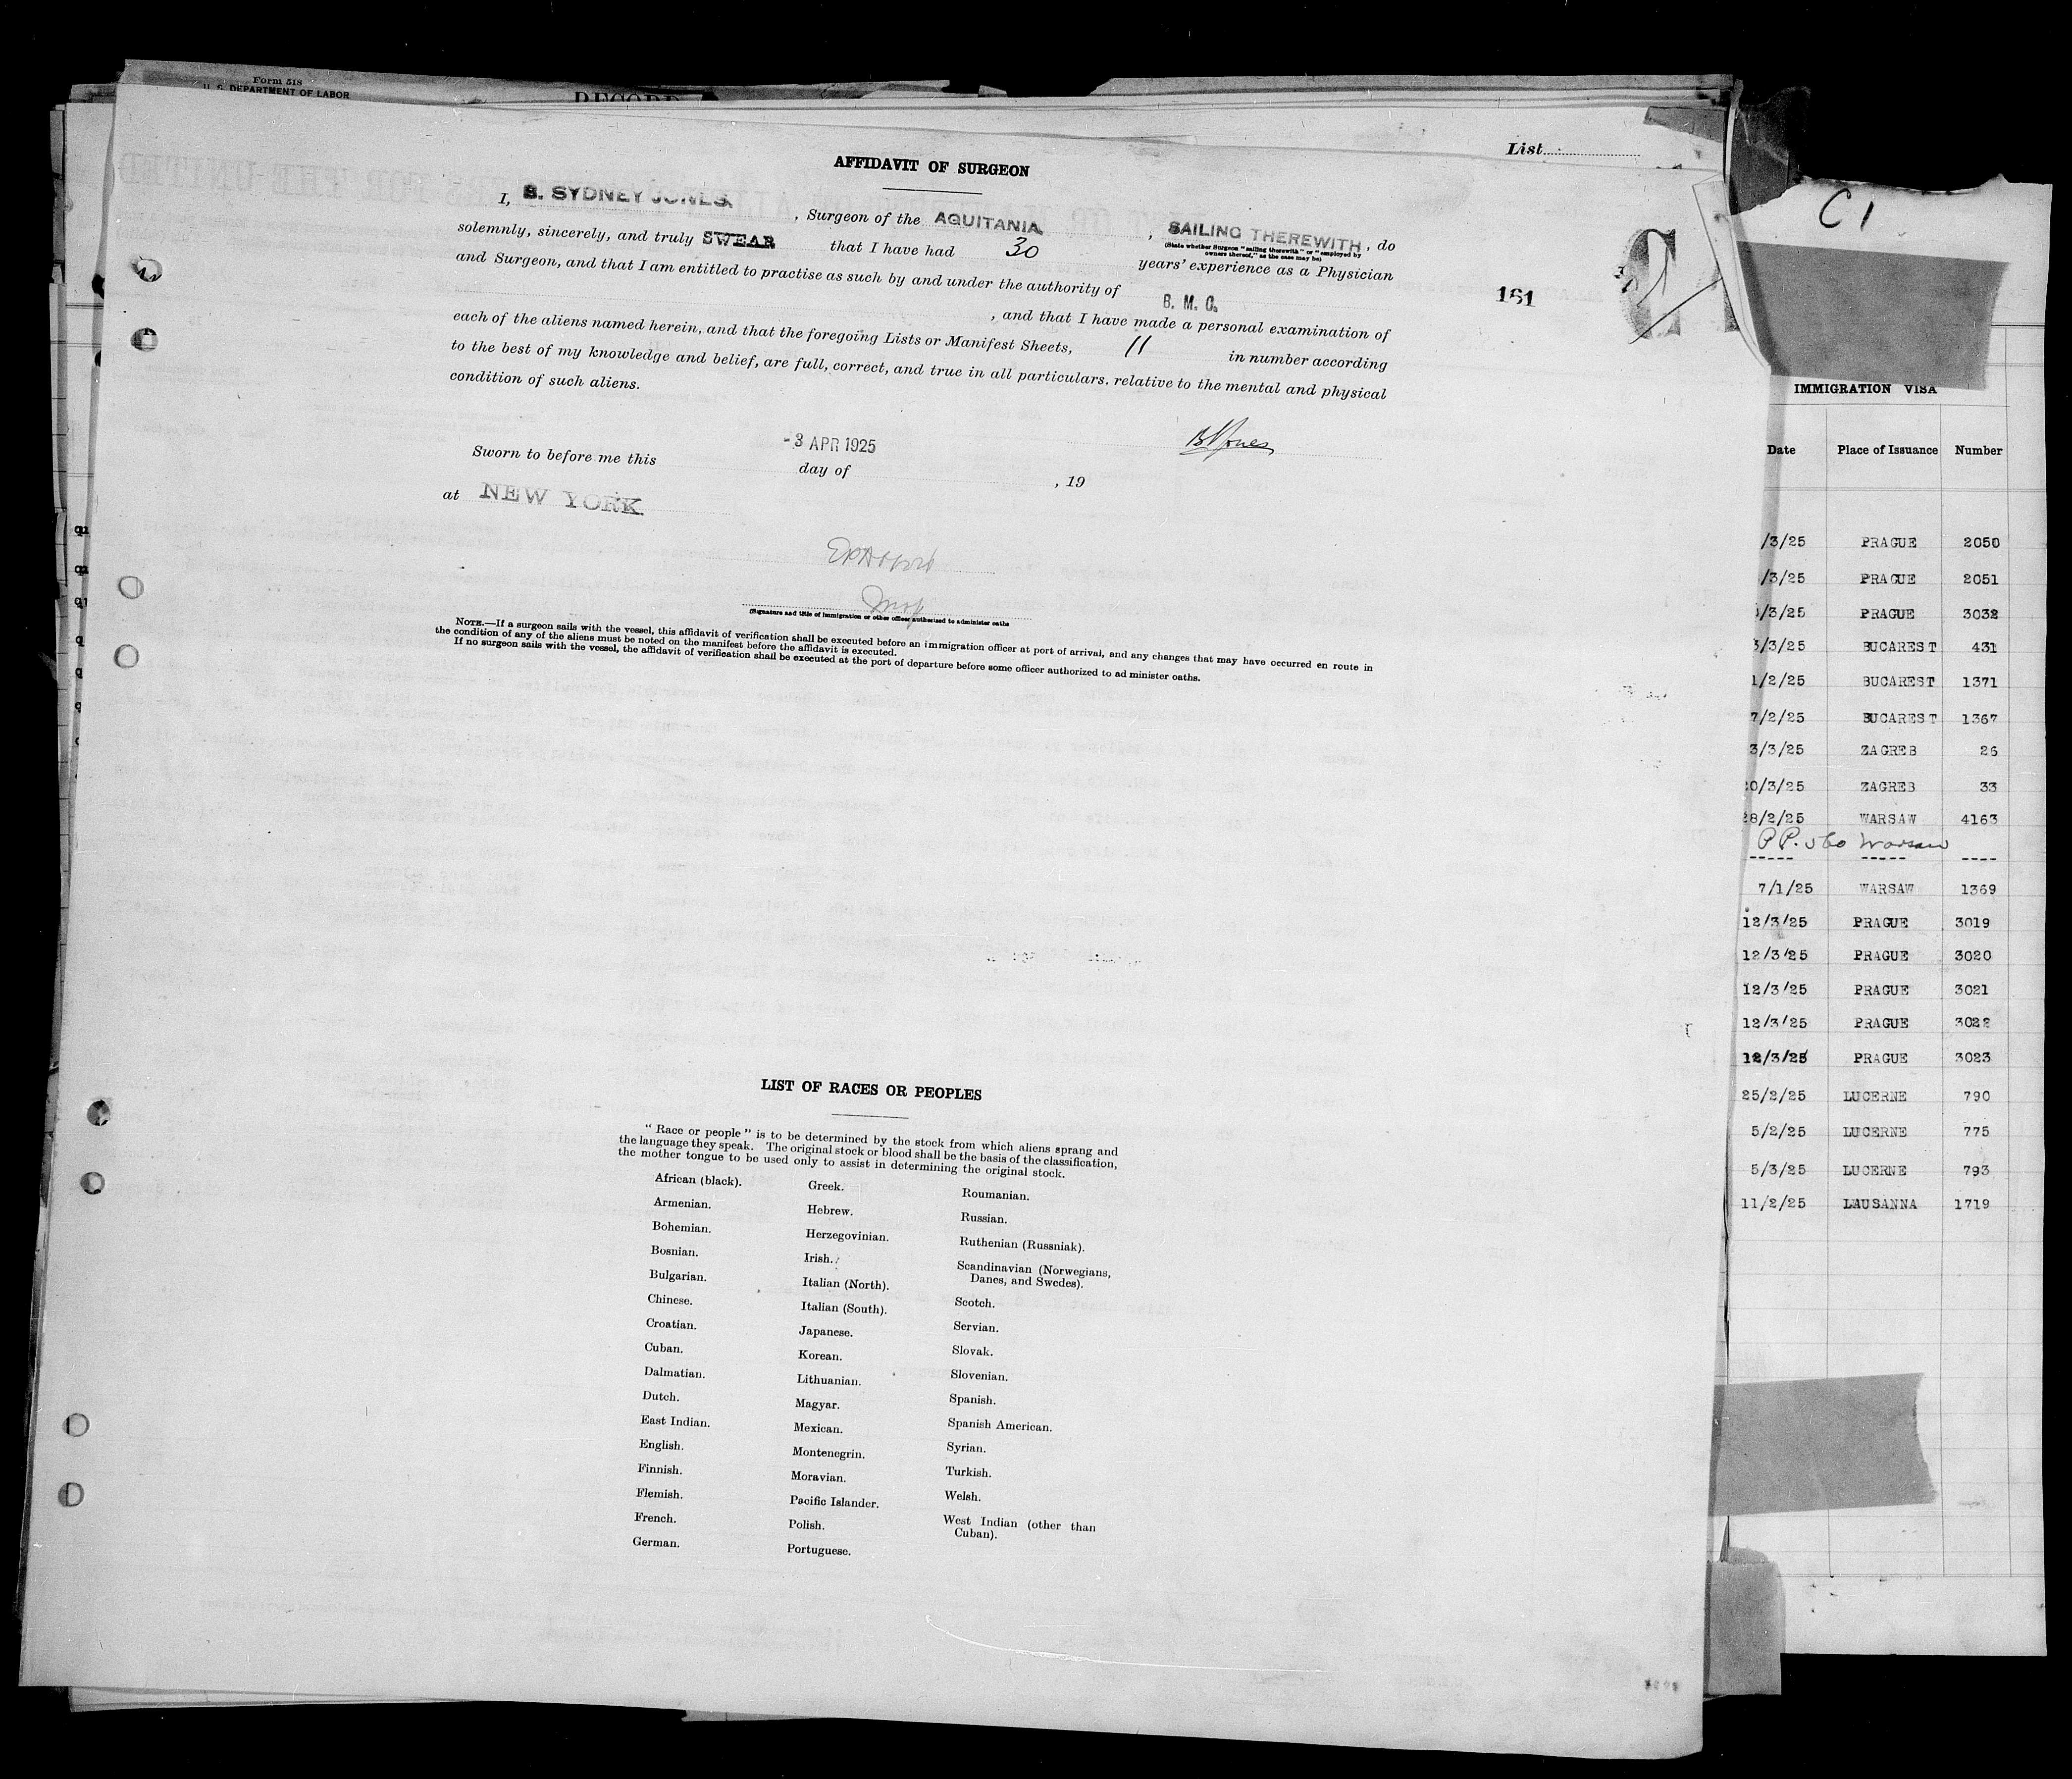 Form 518
U. S. DEPARTMENT OF LABOR
RECORD
List
AFFIDAVIT OF SURGEON
I, B. SYDNEY JONES, , Surgeon of the AQUITANIA, , SAILING THEREWITH , do
(State whether Surgeon "sailing therewith" or "employed by owners thereof," as the case may be)
solemnly, sincerely, and truly SWEAR that I have had 30 years' experience as a Physician
and Surgeon, and that I am entitled to practise as such by and under the authority of
B. M. C. , and that I have made a personal examination of
each of the aliens named herein, and that the foregoing Lists or Manifest Sheets, 11 in number according
to the best of my knowledge and belief, are full, correct, and true in all particulars, relative to the mental and physical
condition of such aliens.
161
BSJones
-3 APR 1925
Sworn to before me this day of , 19
at NEW YORK.
(Signature and title of immigration or other officer authorized to administer oaths
NOTE.—If a surgeon sails with the vessel, this affidavit of verification shall be executed before an immigration officer at port of arrival, and any changes that may have occurred en route in
the condition of any of the aliens must be noted on the manifest before the affidavit is executed.
If no surgeon sails with the vessel, the affidavit of verification shall be executed at the port of departure before some officer authorized to ad minister oaths.
LIST OF RACES OR PEOPLES
" Race or people " is to be determined by the stock from which aliens sprang and
the language they speak. The original stock or blood shall be the basis of the classification,
the mother tongue to be used only to assist in determining the original stock.
African (black).
Armenian.
Bohemian.
Bosnian.
Bulgarian.
Chinese.
Croatian.
Cuban.
Dalmatian.
Dutch.
East Indian.
English.
Finnish.
Flemish.
French.
German.
Greek.
Hebrew.
Herzegovinian.
Irish.
Italian (North).
Italian (South).
Japanese.
Korean.
Lithuanian.
Magyar.
Mexican.
Montenegrin.
Moravian.
Pacific Islander.
Polish.
Portuguese.
Roumanian.
Russian.
Ruthenian (Russniak).
Scandinavian (Norwegians,
Danes, and Swedes).
Scotch.
Servian.
Slovak.
Slovenian.
Spanish.
Spanish American.
Syrian.
Turkish.
Welsh.
West Indian (other than
Cuban).
C 1
IMMIGRATION VISA
Date Place of Issuance Number
/3/25 PRAGUE 2050
/3/25 PRAGUE 2051
/3/25 PRAGUE 3032
3/3/25 BUCAREST 431
1/2/25 BUCAREST 1371
7/2/25 BUCAREST 1367
3/3/25 ZAGREB 26
20/3/25 ZAGREB 33
28/2/25 WARSAW 4163
PP. 560 Warsaw
----- ----- ----
7/1/25 WARSAW 1369
12/3/25 PRAGUE 3019
12/3/25 PRAGUE 3020
12/3/25 PRAGUE 3021
12/3/25 PRAGUE 3022
12/3/25 PRAGUE 3023
25/2/25 LUCERNE 790
5/2/25 LUCERNE 775
5/3/25 LUCERNE 793
11/2/25 LAUSANNA 1719